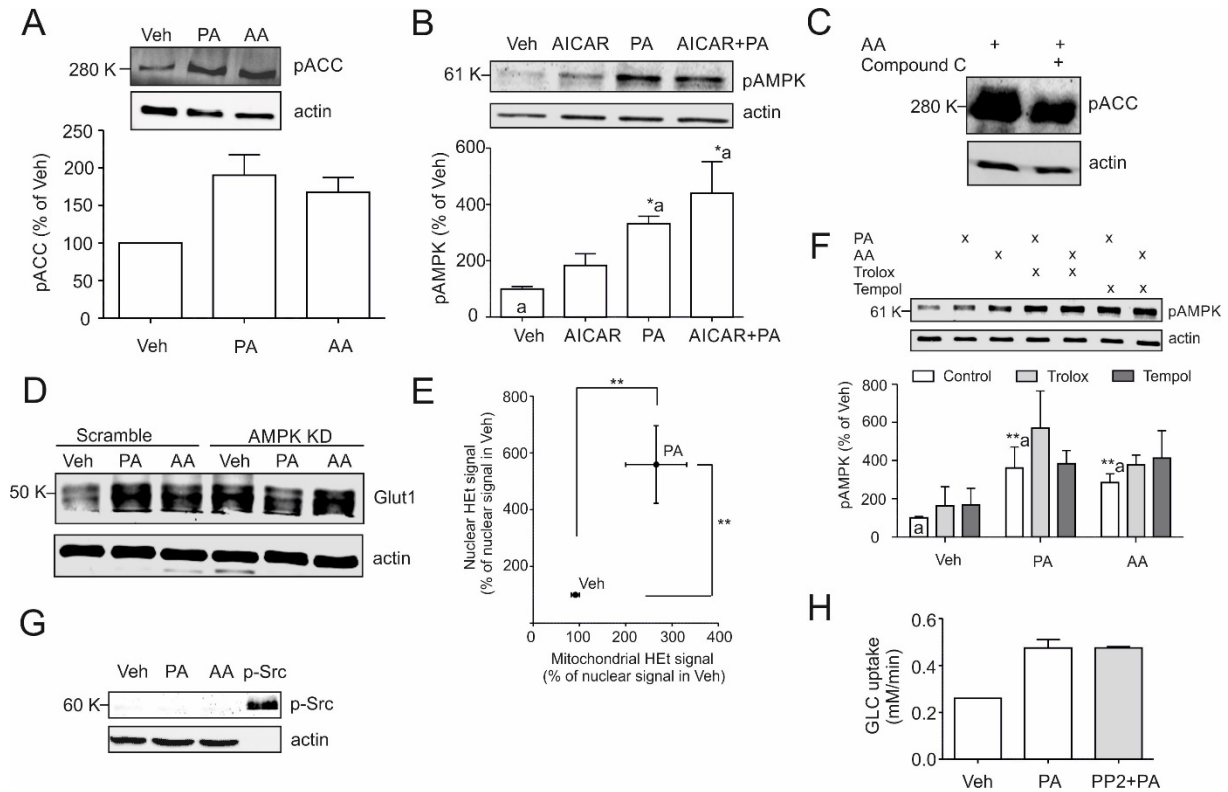 A
Veh PA AA
280 K pACC
actin
pACC (% of Veh)
250
200
150
100
50
0
Veh PA AA
B
Veh AICAR PA AICAR+PA
61 K pAMPK
actin
pAMPK (% of Veh)
600
400
200
0
a
*a
*a
Veh AICAR PA AICAR+PA
C
AA + +
Compound C +
280 K pACC
actin
D
Scramble AMPK KD
Veh PA AA Veh PA AA
50 K Glut1
actin
E
Nuclear HEt signal
(% of nuclear signal in Veh)
800
600
400
200
**
PA
**
Veh
0 100 200 300 400
Mitochondrial HEt signal
(% of nuclear signal in Veh)
F
PA x x x
AA x x x
Trolox x x
Tempol x x
61 K pAMPK
actin
Control Trolox Tempol
pAMPK (% of Veh)
800
600
400
200
0
a
**a
**a
Veh PA AA
G
Veh PA AA p-Src
60 K p-Src
actin
H
GLC uptake
(mM/min)
0.6
0.4
0.2
0.0
Veh PA PP2+PA